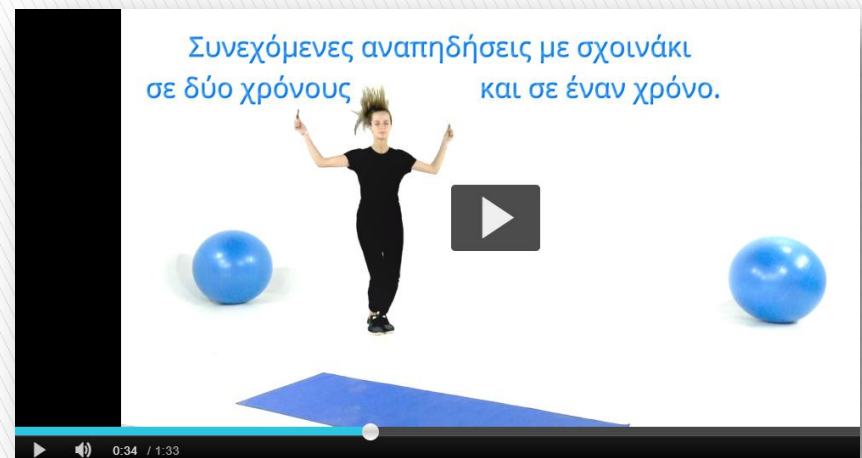 Συνεχόμενες αναπηδήσεις με σχοινάκι
σε δύο χρόνους και σε έναν χρόνο.
0:34 / 1:33